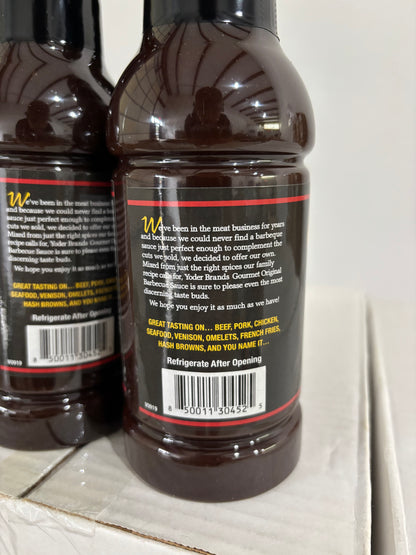 We've been in the meat business for years
and because we could never find a barbeque
sauce just perfect enough to complement the
cuts we sold, we decided to offer our own.
Mixed from just the right spices our family
recipe calls for, Yoder Brands Gourmet
Barbecue Sauce is sure to please even the most
discerning taste buds.
We hope you enjoy it as much as
GREAT TASTING ON... BEEF, PORK,
SEAFOOD, VENISON, OMELETS,
HASH BROWNS, AND YOU NAME
Refrigerate After Opening
8 50011 30452
90919
We've been in the meat business for years
and because we could never find a barbeque
sauce just perfect enough to complement the
cuts we sold, we decided to offer our own.
Mixed from just the right spices our family
recipe calls for, Yoder Brands Gourmet Original
Barbecue Sauce is sure to please even the most
discerning taste buds.
We hope you enjoy it as much as we have!
GREAT TASTING ON... BEEF, PORK, CHICKEN,
SEAFOOD, VENISON, OMELETS, FRENCH FRIES,
HASH BROWNS, AND YOU NAME IT...
Refrigerate After Opening
8 50011 30452 5
90919